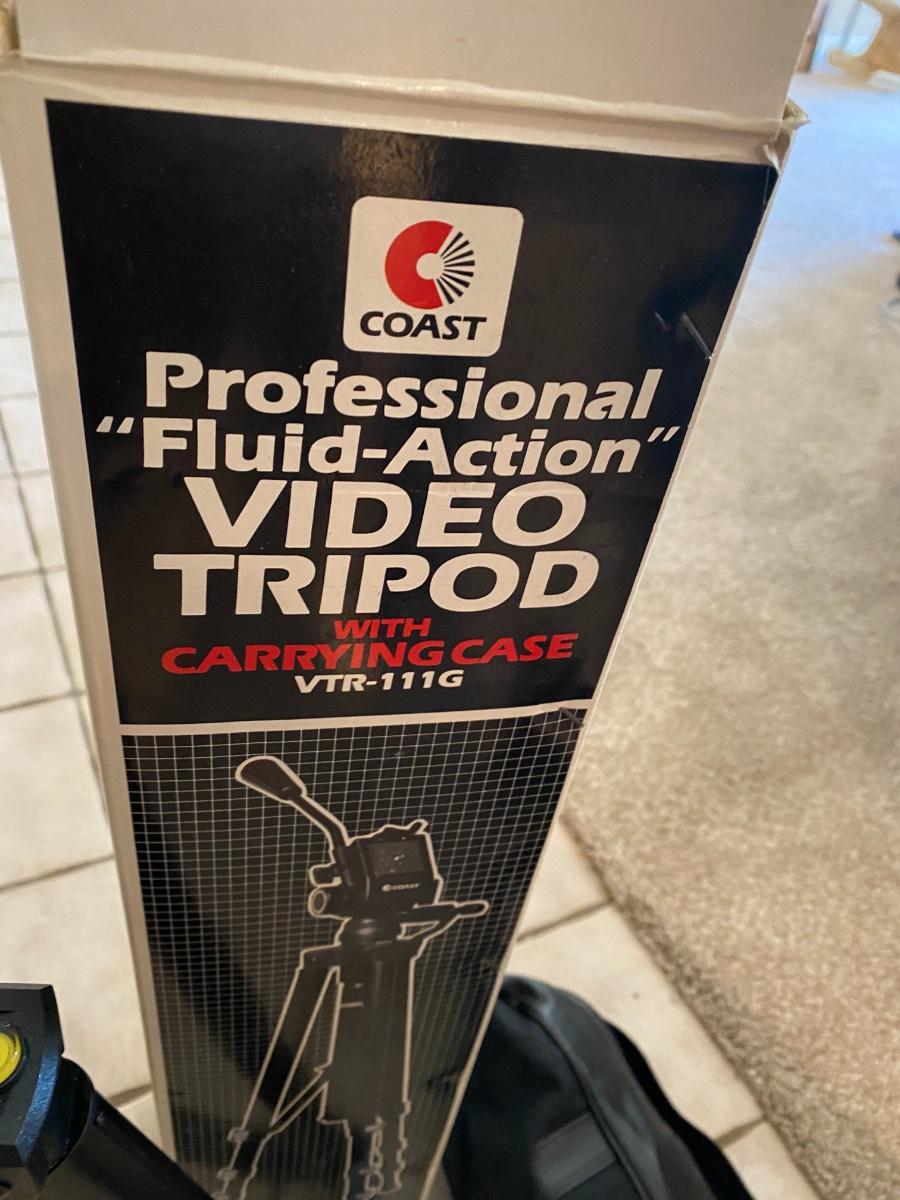 COAST
Professional
"Fluid-Action"
VIDEO
TRIPOD
WITH
CARRYING CASE
VTR-111G
COAST